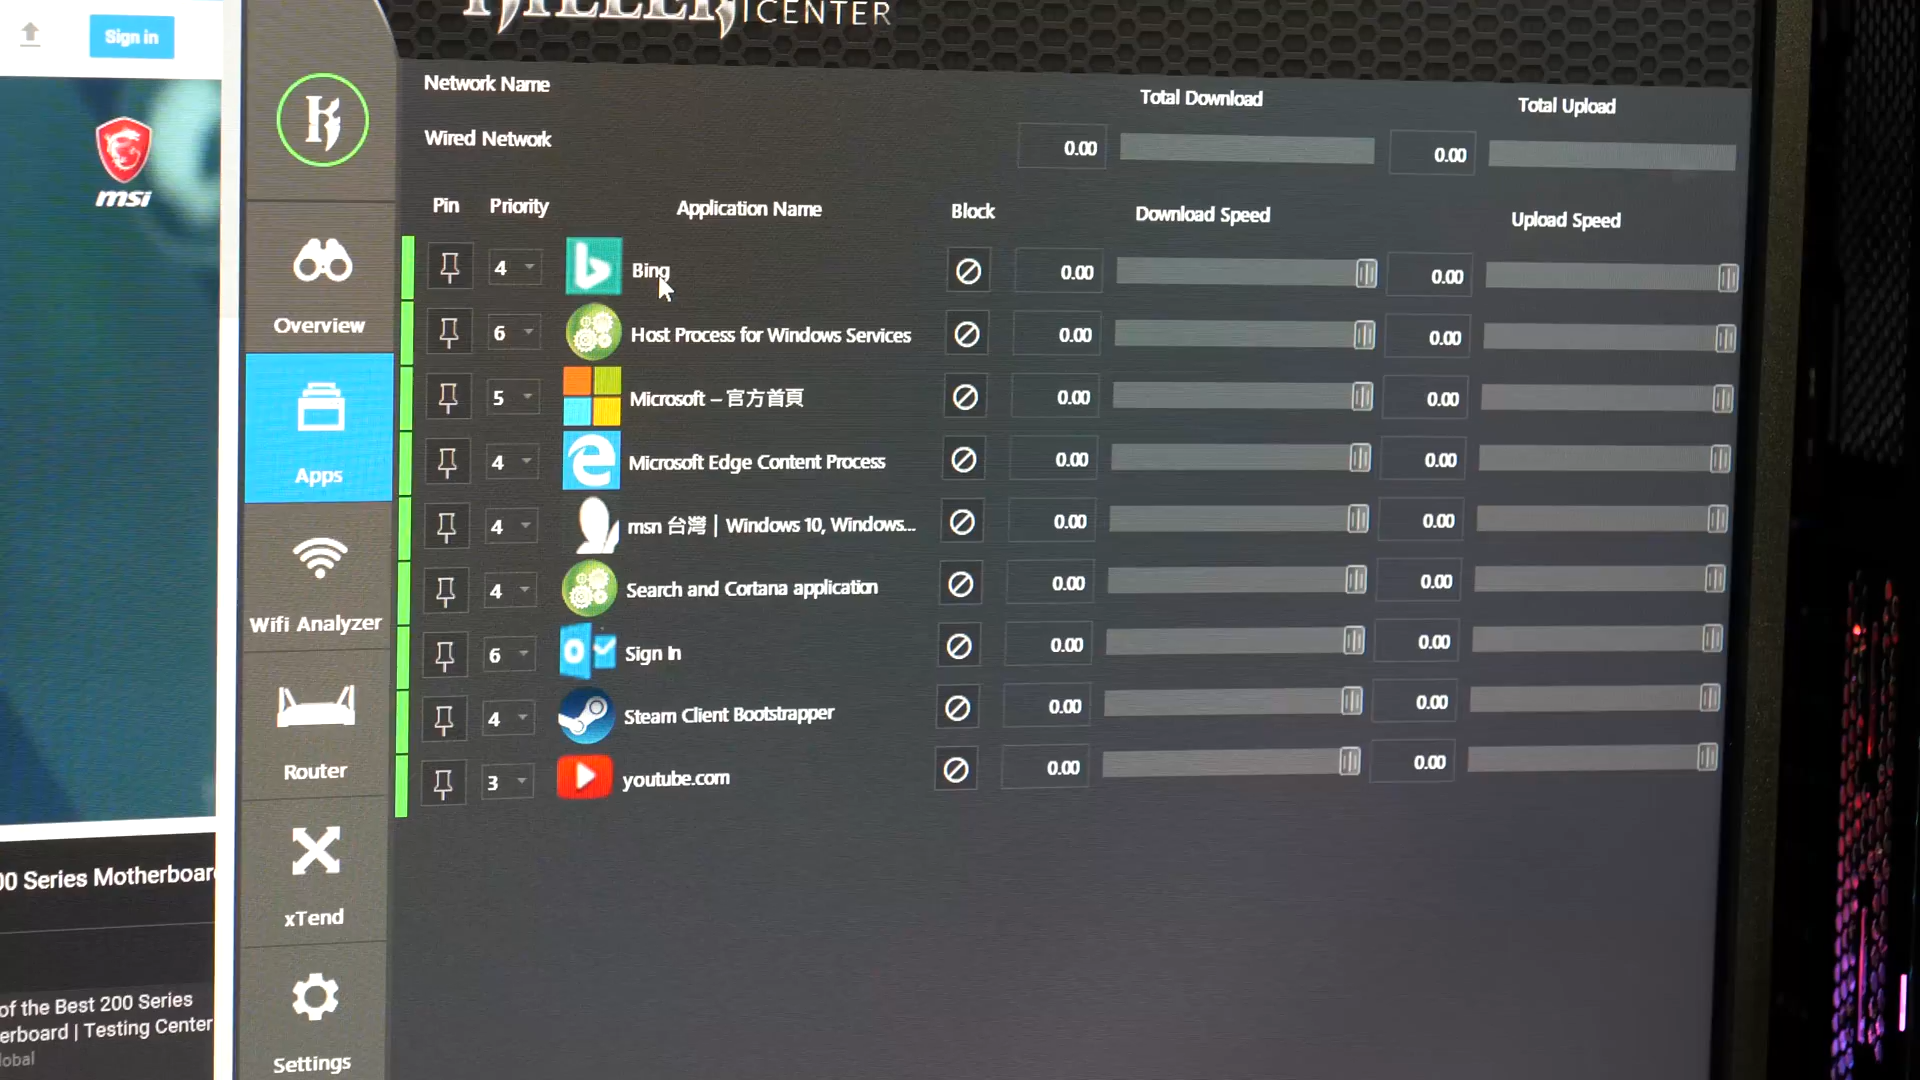 Sign in
msi
00 Series Motherboar
of the Best 200 Series
erboard | Testing Center
lobal
KILLER CENTER
Overview
Apps
Wifi Analyzer
Router
xTend
Settings
Network Name Total Download Total Upload
Wired Network 0.00 0.00
Pin Priority Application Name Block Download Speed Upload Speed
4 Bing 0.00 0.00
6 Host Process for Windows Services 0.00 0.00
5 Microsoft – 官方首頁 0.00 0.00
4 Microsoft Edge Content Process 0.00 0.00
4 msn 台灣 | Windows 10, Windows... 0.00 0.00
4 Search and Cortana application 0.00 0.00
6 Sign In 0.00 0.00
4 Steam Client Bootstrapper 0.00 0.00
3 youtube.com 0.00 0.00